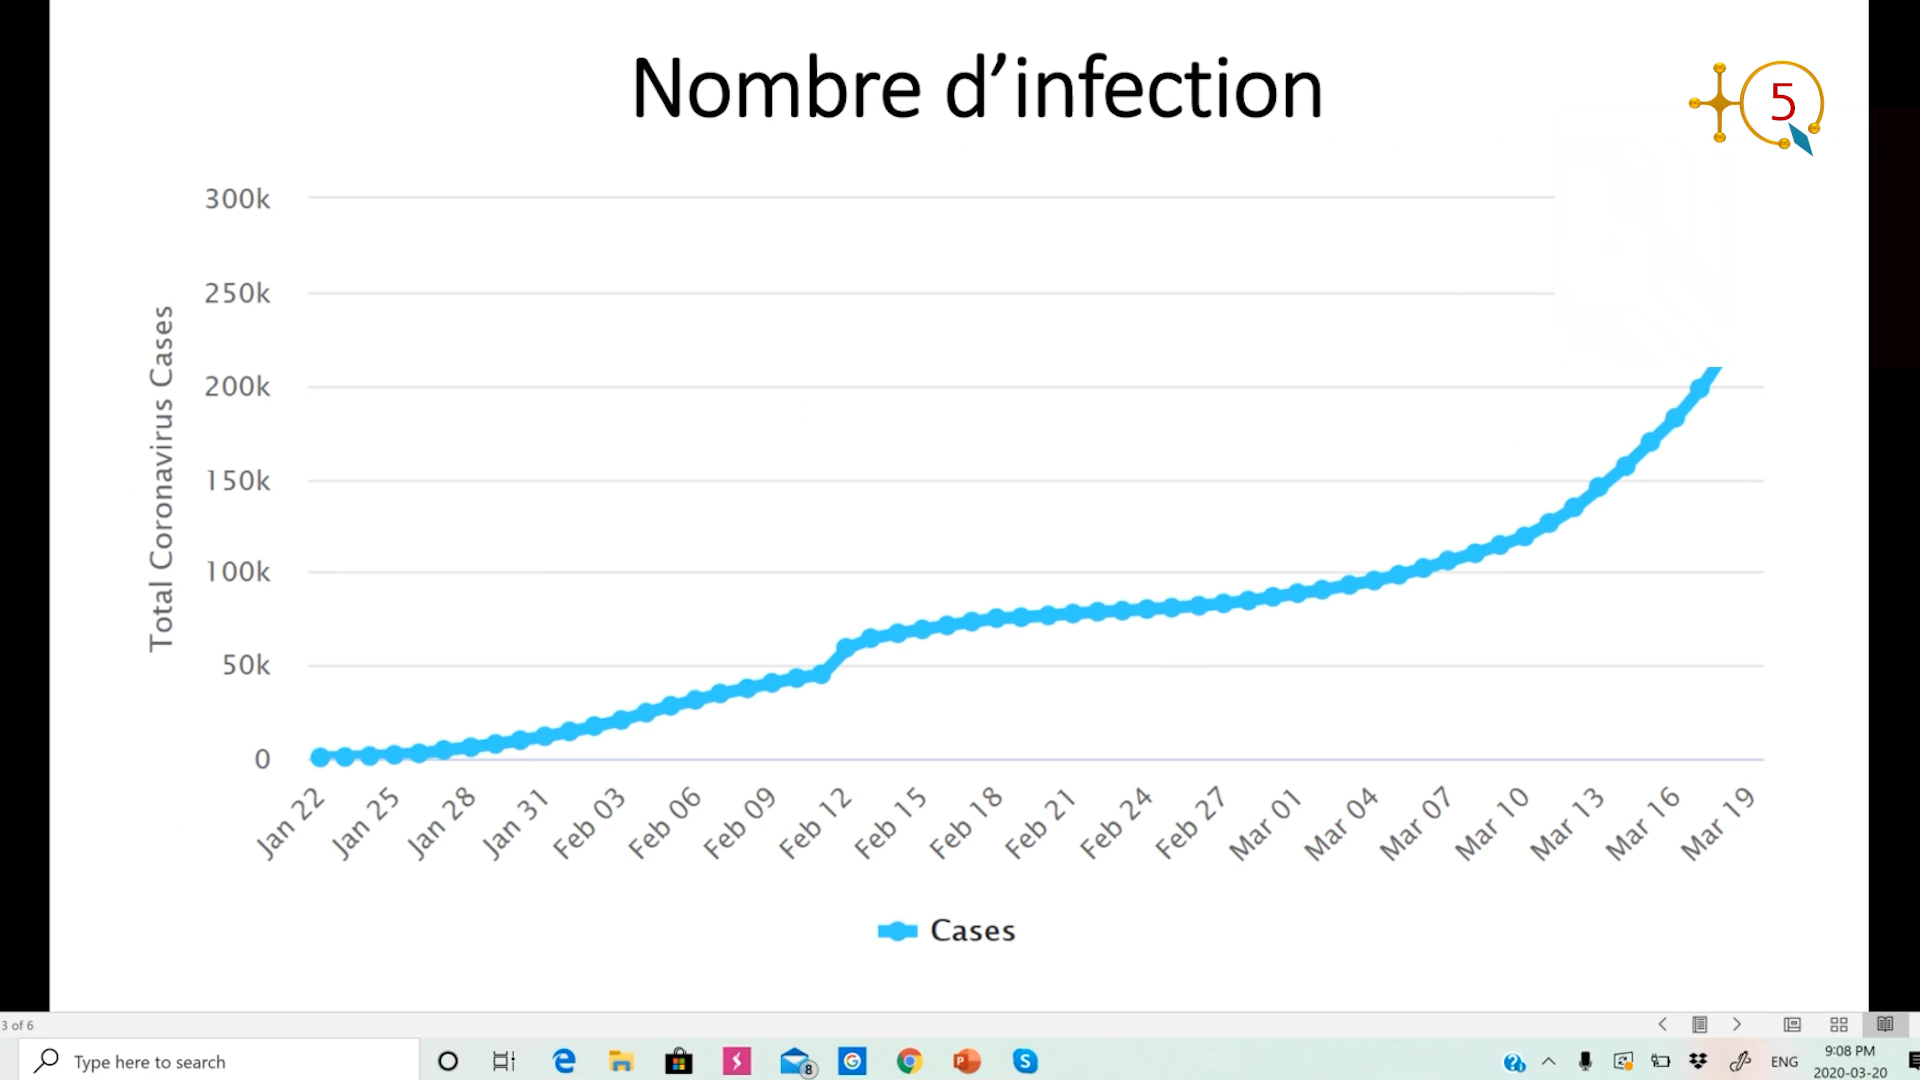 Nombre d’infection
5
300k
250k
200k
150k
100k
50k
0
Total Coronavirus Cases
Jan 22
Jan 25
Jan 28
Jan 31
Feb 03
Feb 06
Feb 09
Feb 12
Feb 15
Feb 18
Feb 21
Feb 24
Feb 27
Mar 01
Mar 04
Mar 07
Mar 10
Mar 13
Mar 16
Mar 19
Cases
3 of 6
Type here to search
8
ENG
9:08 PM
2020-03-20